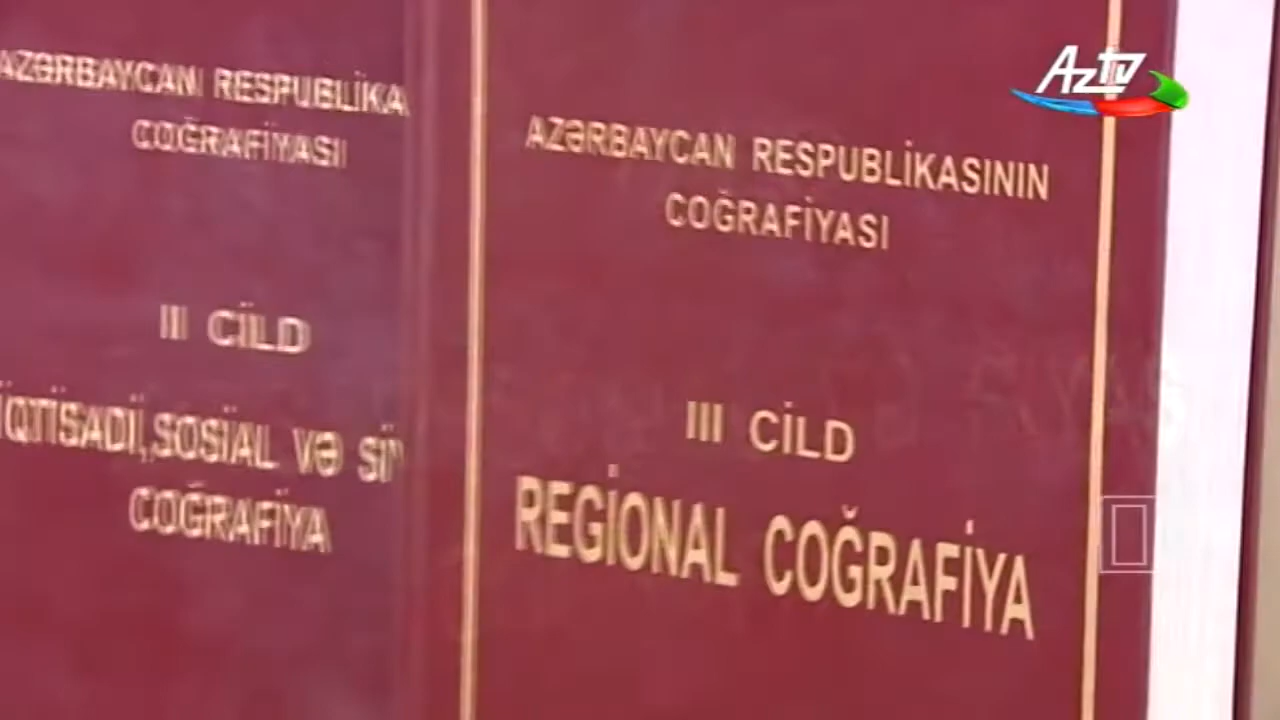 AZƏRBAYCAN RESPUBLİKA
COĞRAFİYASI
II CİLD
İQTİSADİ, SOSİAL VƏ
COĞRAFİYA
AZƏRBAYCAN RESPUBLİKASININ
COĞRAFİYASI
III CİLD
REGİONAL COĞRAFİYA
AzTV